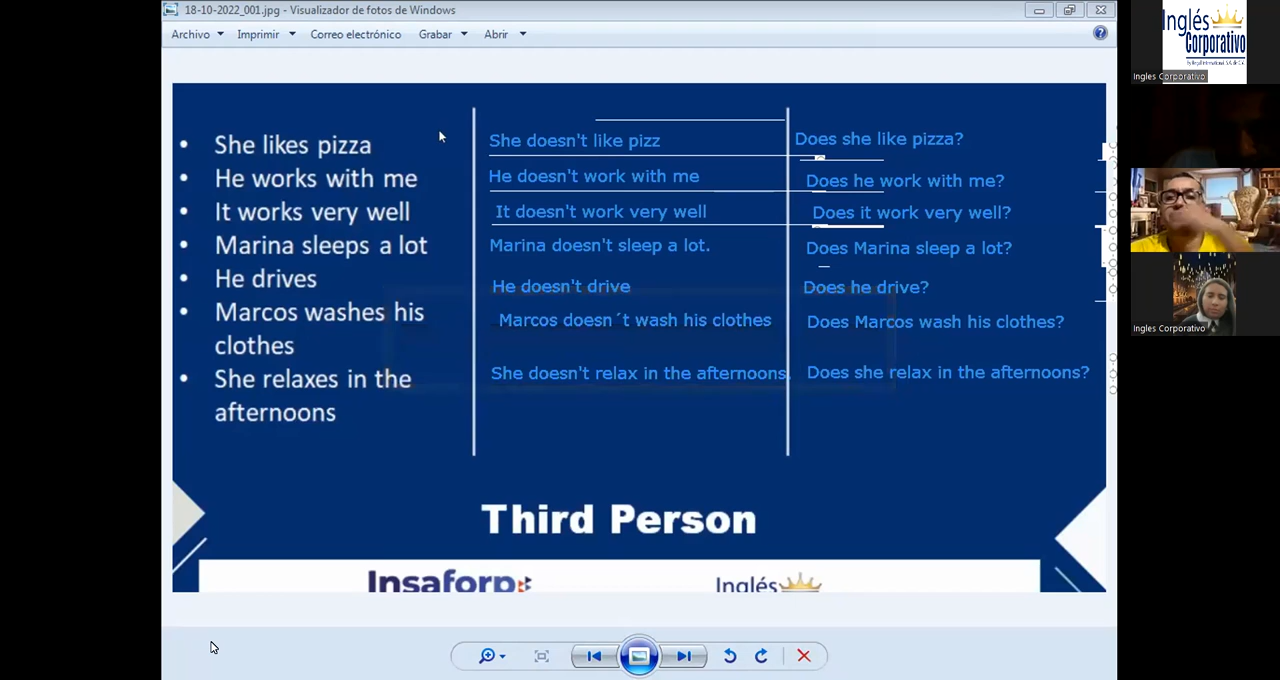 18-10-2022_001.jpg - Visualizador de fotos de Windows
Archivo Imprimir Correo electrónico Grabar Abrir
Inglés
Corporativo
Ingles Corporativo
• She likes pizza
• He works with me
• It works very well
• Marina sleeps a lot
• He drives
• Marcos washes his
clothes
• She relaxes in the
afternoons
She doesn't like pizz
He doesn't work with me
It doesn't work very well
Marina doesn't sleep a lot.
He doesn't drive
Marcos doesn´t wash his clothes
She doesn't relax in the afternoons.
Does she like pizza?
Does he work with me?
Does it work very well?
Does Marina sleep a lot?
Does he drive?
Does Marcos wash his clothes?
Does she relax in the afternoons?
Ingles Corporativo
Third Person
Insaforp
Inglés